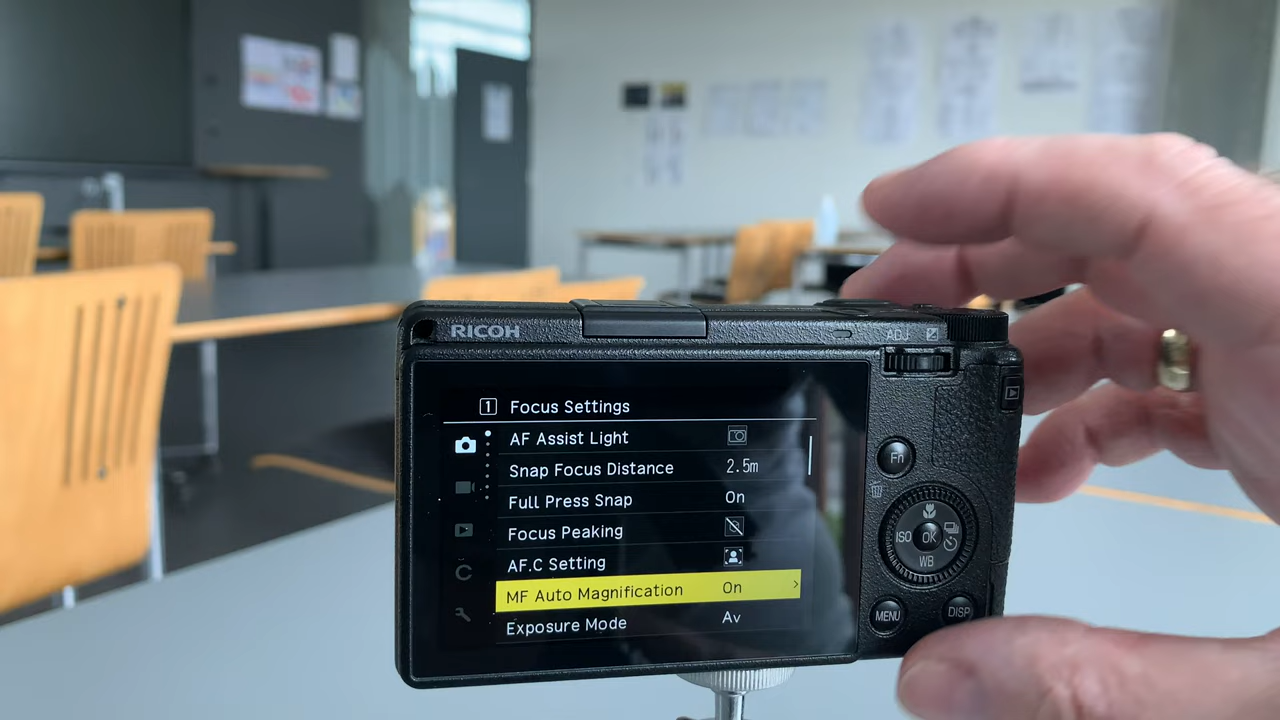 RICOH
ADJ.
1 Focus Settings
AF Assist Light
Snap Focus Distance 2.5m
Full Press Snap On
Focus Peaking
AF.C Setting
MF Auto Magnification On >
Exposure Mode Av
C
Fn
ISO OK
WB
MENU DISP